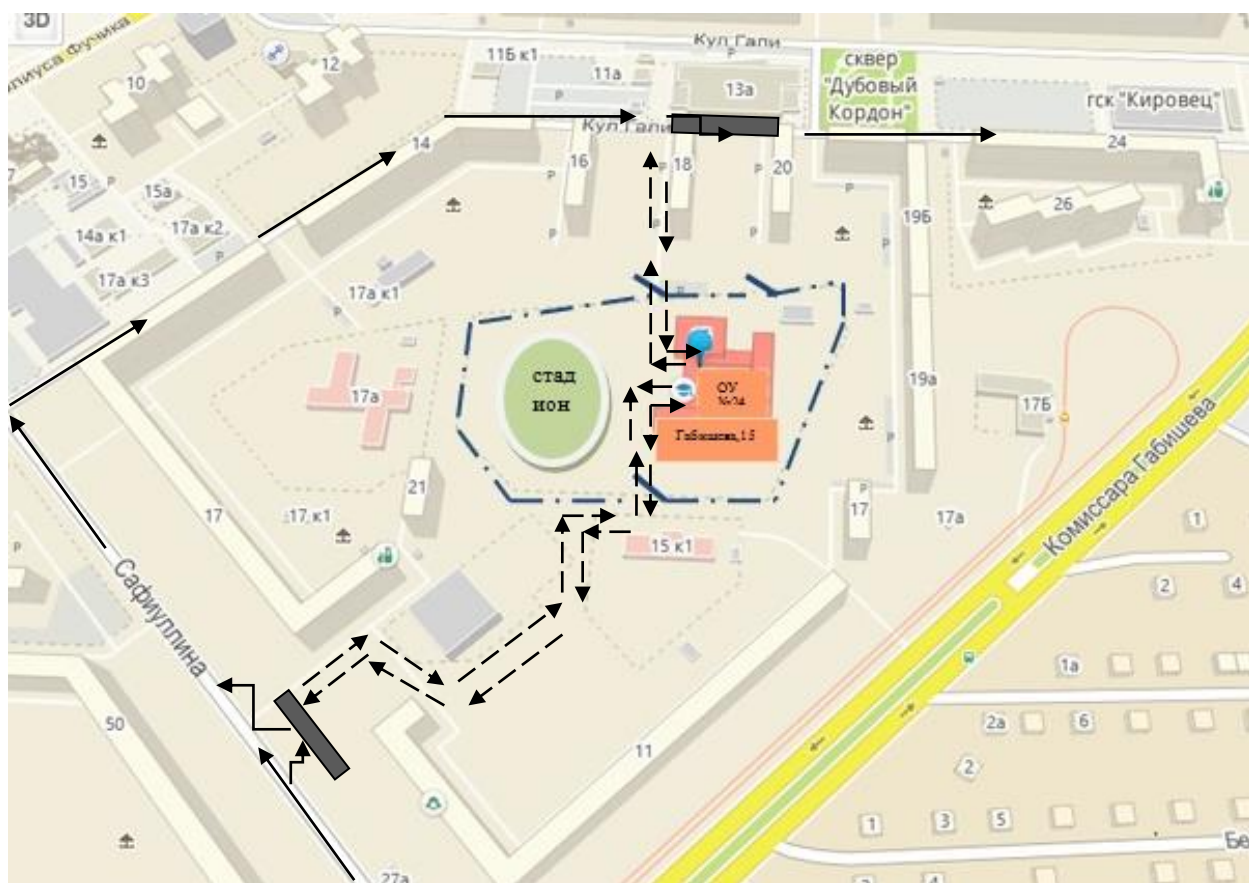 3D
Кул Гали
11Б к1
11а
сквер
"Дубовый
Кордон"
13а
гск "Кировец"
10
12
P
P
14
Кул Гали
16
18
20
24
15
15а
14а к1
17а к2
17а к3
17а к1
P
P
P
P
P
P
P
19Б
26
стад
ион
ОУ
Габишева,15
17а
19а
17Б
21
17
17 к1
15 к1
17
P
17а
Комиссара Габишева
1
2
4
Сафиуллина
50
11
1а
2а
6
2
1
3
5
27а
Бе